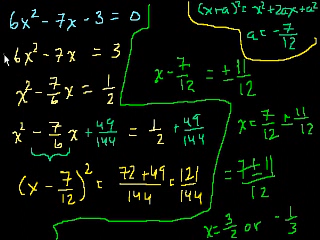 6x² - 7x - 3 = 0
6x² - 7x = 3
x² - 7/6 x = 1/2
x² - 7/6 x + 49/144 = 1/2 + 49/144
(x - 7/12)² = 72+49/144 = 121/144
(x+a)² = x²+2ax+a²
a = -7/12
x - 7/12 = ± 11/12
x = 7/12 ± 11/12
= 7±11/12
x = 3/2 or -1/3